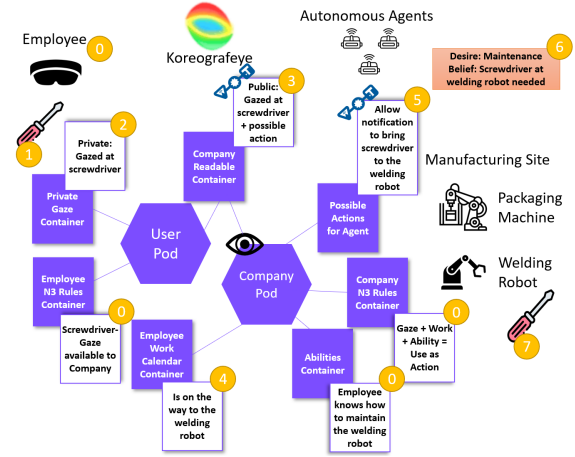 Employee
0
Koreografeye
Autonomous Agents
6
Desire: Maintenance
Belief: Screwdriver at
welding robot needed
1
2
Private:
Gazed at
screwdriver
3
Public:
Gazed at
screwdriver
+ possible
action
5
Allow
notification
to bring
screwdriver
to the
welding
robot
Manufacturing Site
Packaging
Machine
Welding
Robot
7
Private
Gaze
Container
Company
Readable
Container
Possible
Actions
for Agent
User
Pod
Company
Pod
Employee
N3 Rules
Container
0
Screwdriver-
Gaze
available to
Company
Employee
Work
Calendar
Container
4
Is on the
way to the
welding
robot
Company
N3 Rules
Container
0
Gaze + Work
+ Ability =
Use as
Action
Abilities
Container
0
Employee
knows how
to maintain
the welding
robot